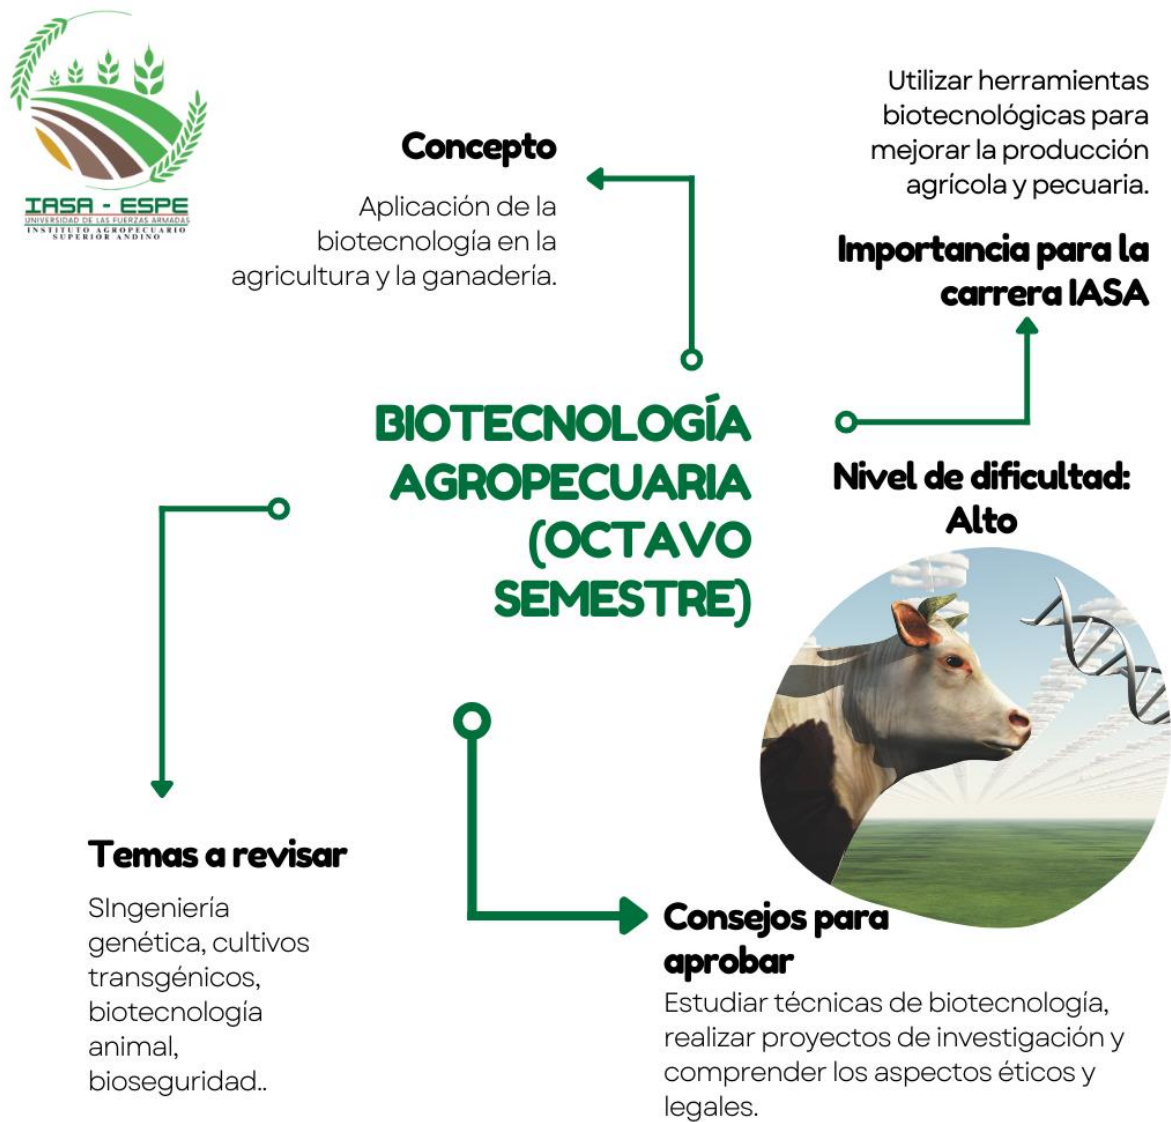 IASA - ESPE
UNIVERSIDAD DE LAS FUERZAS ARMADAS
INSTITUTO AGROPECUARIO
SUPERIOR ANDINO
Concepto
Aplicación de la
biotecnología en la
agricultura y la ganadería.
Utilizar herramientas
biotecnológicas para
mejorar la producción
agrícola y pecuaria.
Importancia para la
carrera IASA
BIOTECNOLOGÍA
AGROPECUARIA
(OCTAVO
SEMESTRE)
Nivel de dificultad:
Alto
Temas a revisar
SIngeniería
genética, cultivos
transgénicos,
biotecnología
animal,
bioseguridad..
Consejos para
aprobar
Estudiar técnicas de biotecnología,
realizar proyectos de investigación y
comprender los aspectos éticos y
legales.